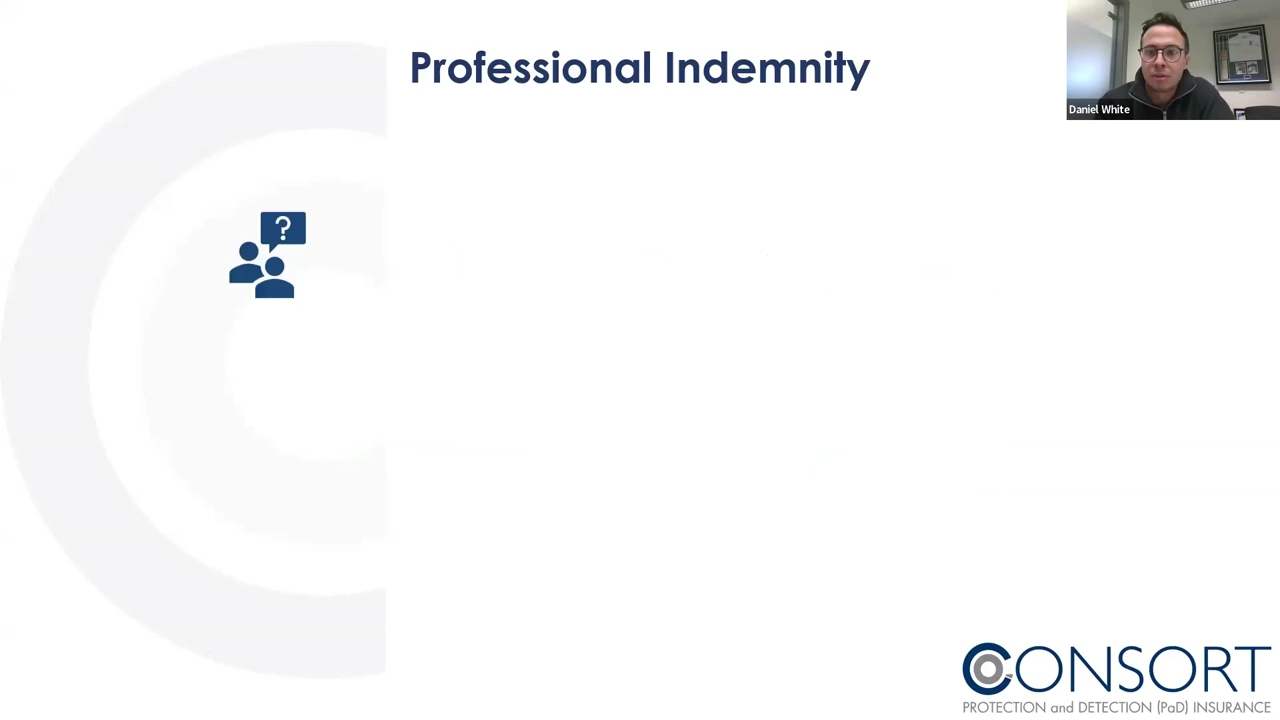 Professional Indemnity
Daniel White
?
CONSORT
PROTECTION and DETECTION (PaD) INSURANCE